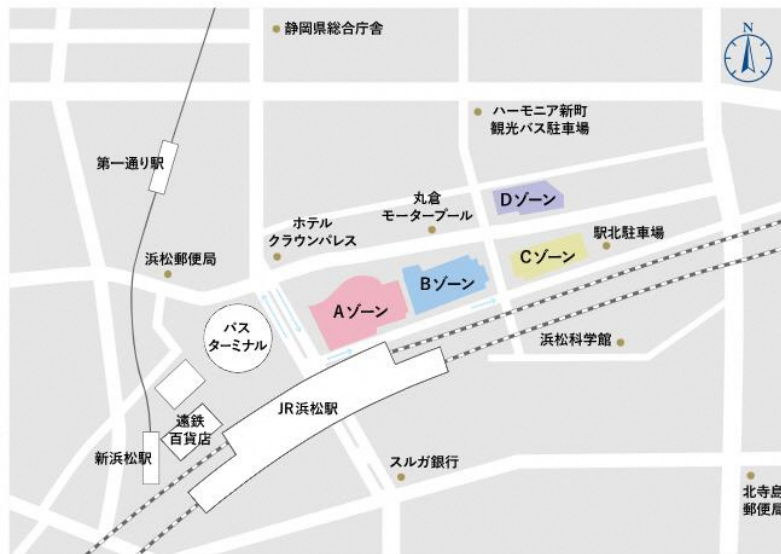 静岡県総合庁舎
N
ハーモニア新町
観光バス駐車場
第一通り駅
Dゾーン
丸倉
モータープール
ホテル
クラウンパレス
駅北駐車場
浜松郵便局
Cゾーン
Bゾーン
Aゾーン
バス
ターミナル
浜松科学館
JR浜松駅
遠鉄
百貨店
新浜松駅
スルガ銀行
北寺島
郵便局